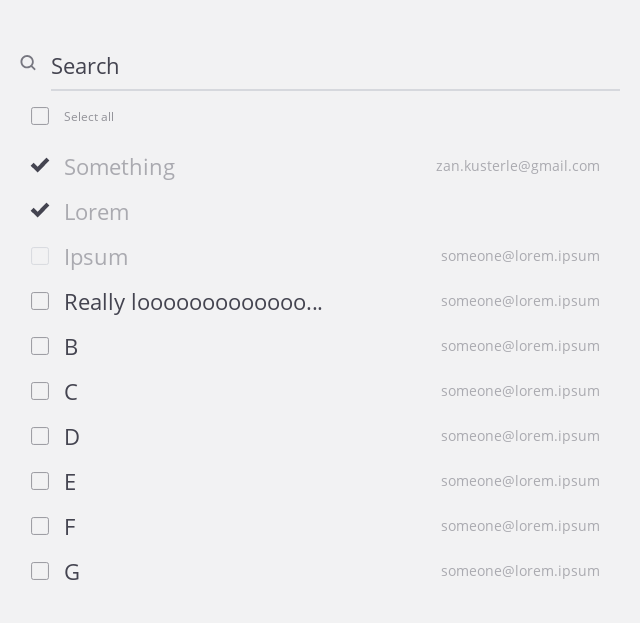 Search
Select all
Something zan.kusterle@gmail.com
Lorem
Ipsum someone@lorem.ipsum
Really looooooooooooo... someone@lorem.ipsum
B someone@lorem.ipsum
C someone@lorem.ipsum
D someone@lorem.ipsum
E someone@lorem.ipsum
F someone@lorem.ipsum
G someone@lorem.ipsum